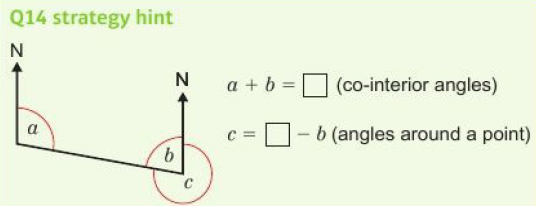 Q14 strategy hint
N
N
a + b = □ (co-interior angles)
a
c = □ − b (angles around a point)
b
c